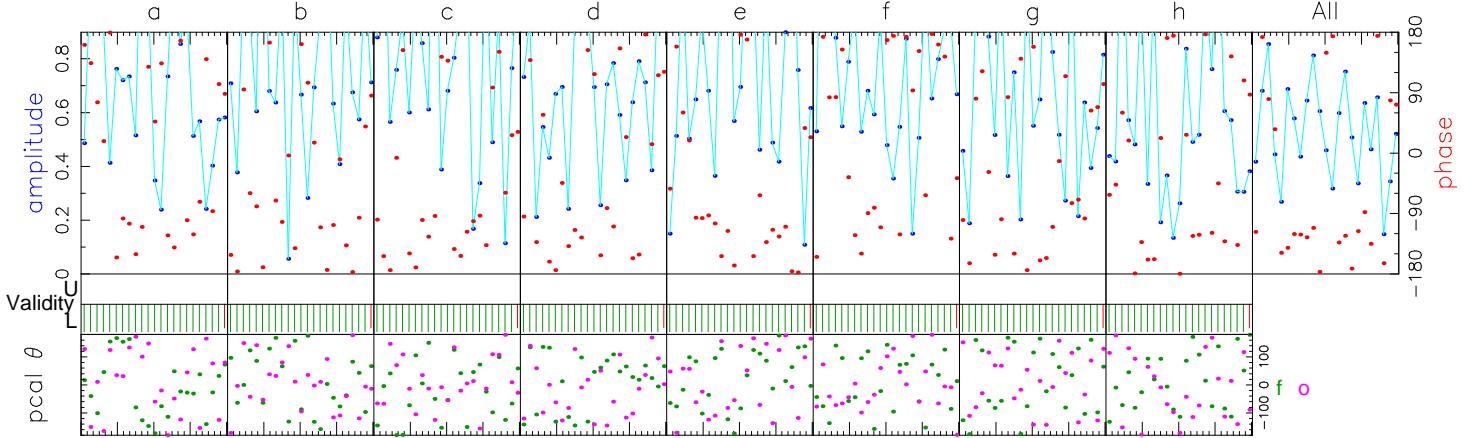 a b c d e f g h All
amplitude
0 0.2 0.4 0.6 0.8
180
90
0
−90
−180
phase
Validity
U
L
pcal θ
100
0
−100
f o